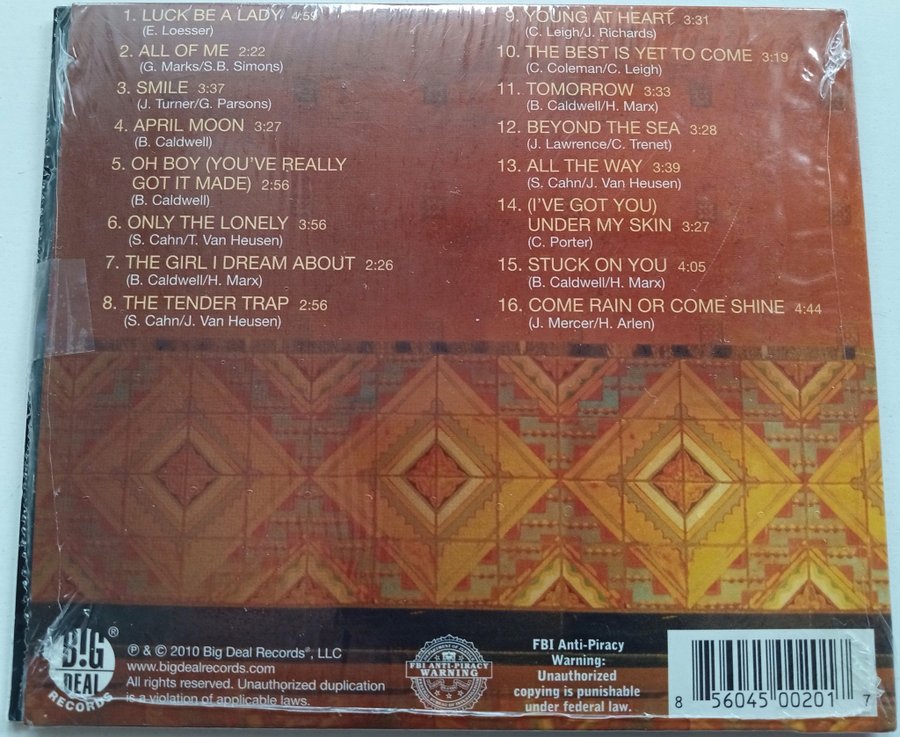 1. LUCK BE A LADY 4:59
(E. Loesser)
2. ALL OF ME 2:22
(G. Marks/S.B. Simons)
3. SMILE 3:37
(J. Turner/G. Parsons)
4. APRIL MOON 3:27
(B. Caldwell)
5. OH BOY (YOU'VE REALLY
GOT IT MADE) 2:56
(B. Caldwell)
6. ONLY THE LONELY 3:56
(S. Cahn/T. Van Heusen)
7. THE GIRL I DREAM ABOUT 2:26
(B. Caldwell/H. Marx)
8. THE TENDER TRAP 2:56
(S. Cahn/J. Van Heusen)
9. YOUNG AT HEART 3:31
(C. Leigh/J. Richards)
10. THE BEST IS YET TO COME 3:19
(C. Coleman/C. Leigh)
11. TOMORROW 3:33
(B. Caldwell/H. Marx)
12. BEYOND THE SEA 3:28
(J. Lawrence/C. Trenet)
13. ALL THE WAY 3:39
(S. Cahn/J. Van Heusen)
14. (I'VE GOT YOU)
UNDER MY SKIN 3:27
(C. Porter)
15. STUCK ON YOU 4:05
(B. Caldwell/H. Marx)
16. COME RAIN OR COME SHINE 4:44
(J. Mercer/H. Arlen)
B!G ®
DEAL
RECORDS
℗ & © 2010 Big Deal Records®, LLC
www.bigdealrecords.com
All rights reserved. Unauthorized duplication
is a violation of applicable laws.
FBI ANTI-PIRACY
WARNING
FBI Anti-Piracy
Warning:
Unauthorized
copying is punishable
under federal law.
8 56045 00201 7